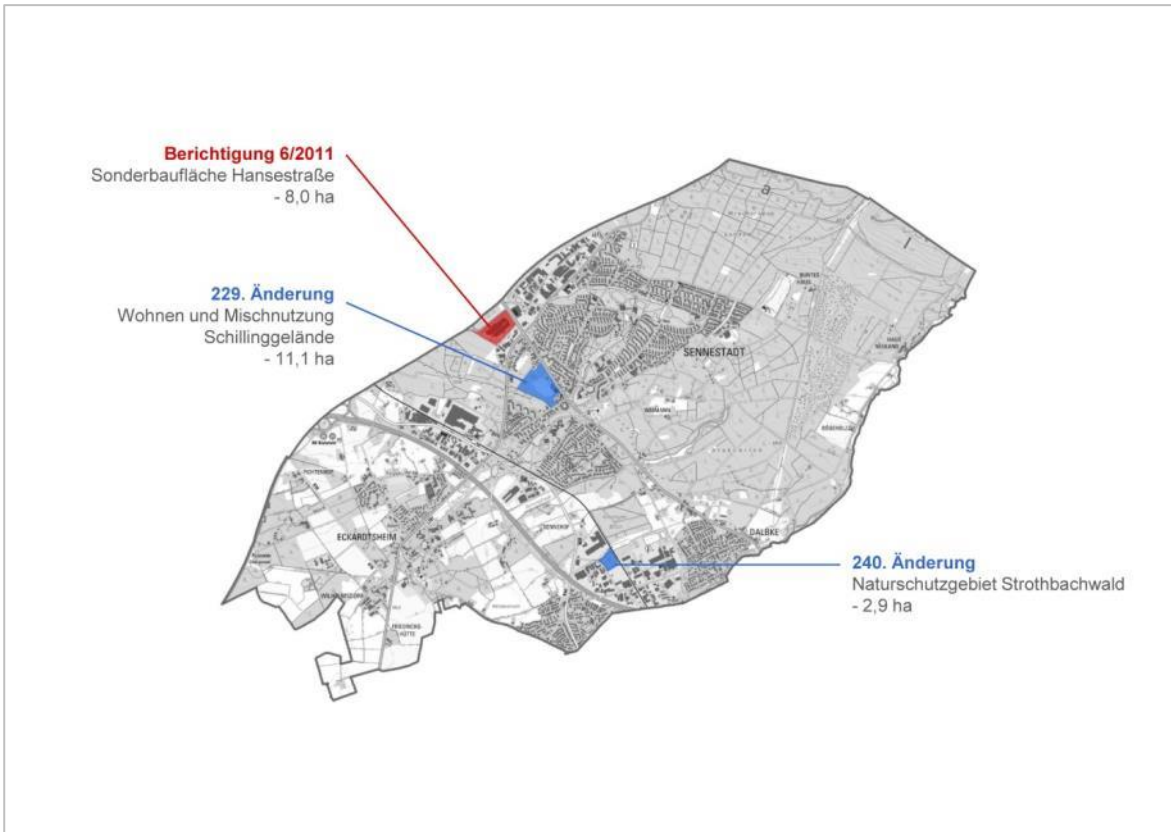 Berichtigung 6/2011
Sonderbaufläche Hansestraße
- 8,0 ha
229. Änderung
Wohnen und Mischnutzung
Schillinggelände
- 11,1 ha
SENNESTADT
ECKARDTSHEIM
DALBKE
WILHELMSDORF
240. Änderung
Naturschutzgebiet Strothbachwald
- 2,9 ha